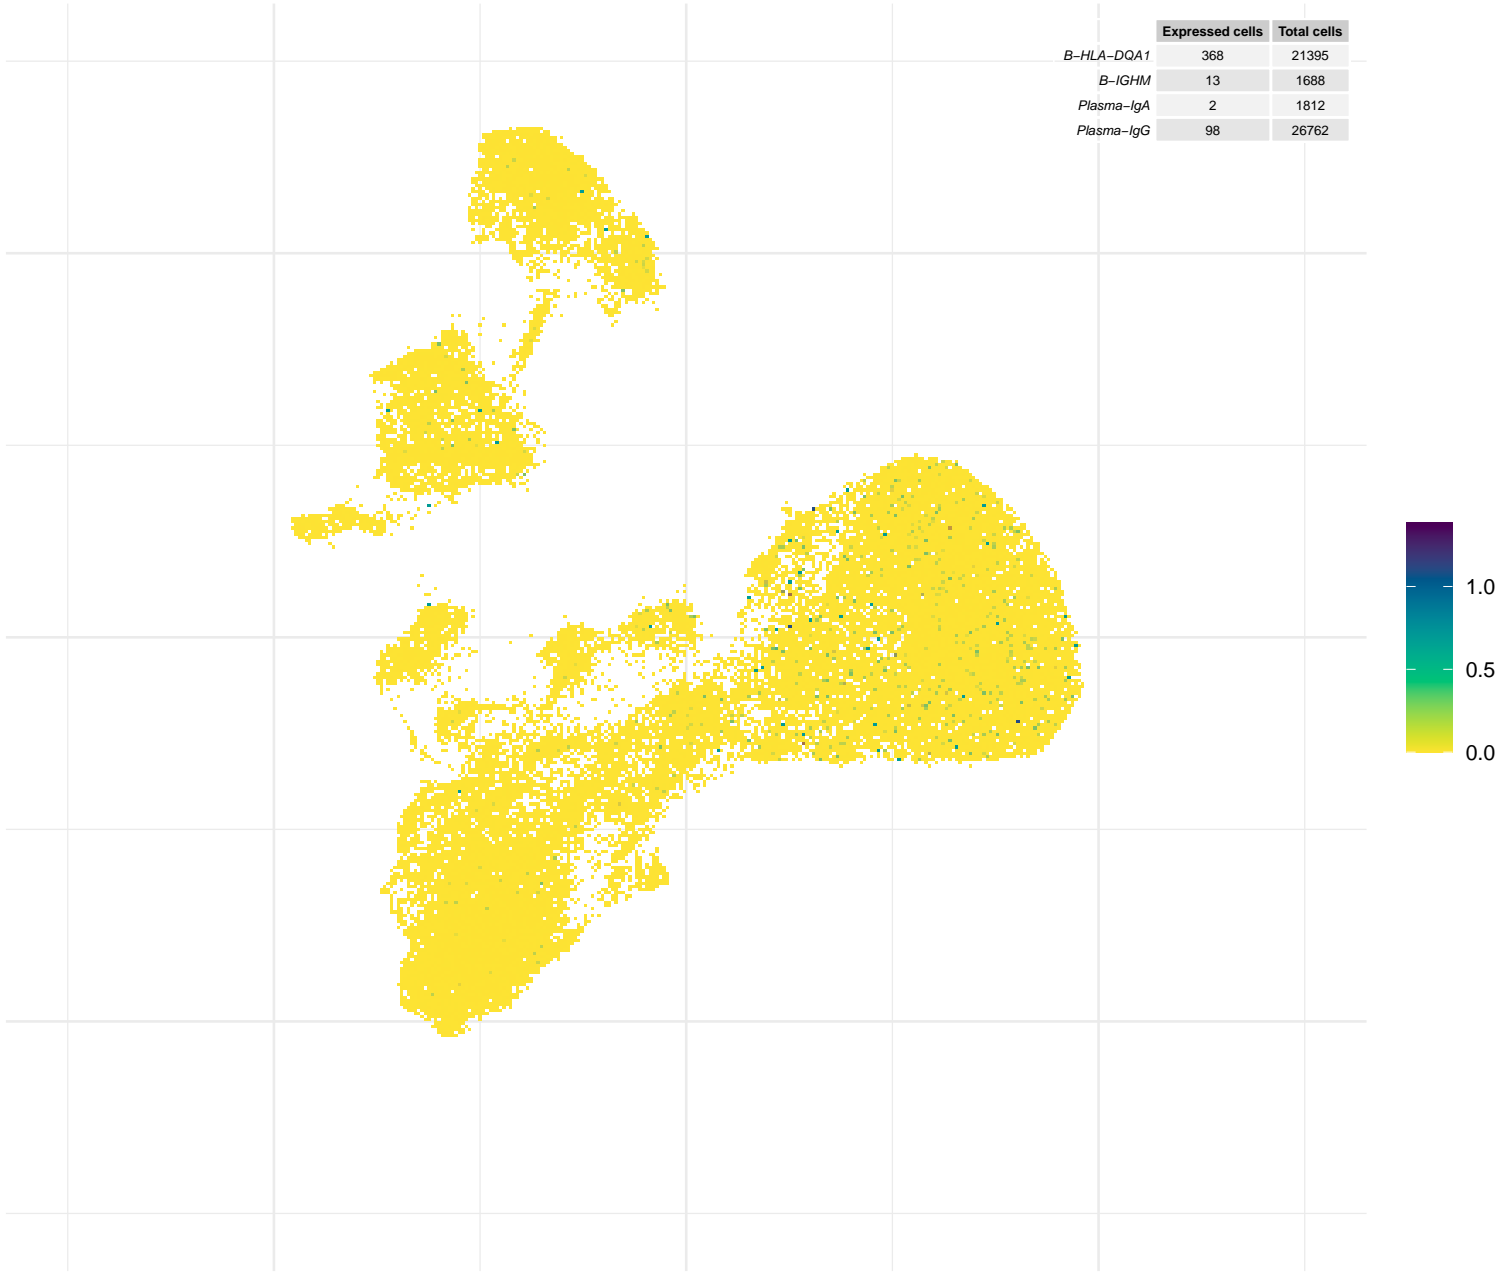 Expressed cells Total cells
B−HLA−DQA1 368 21395
B−IGHM 13 1688
Plasma−IgA 2 1812
Plasma−IgG 98 26762
1.0
0.5
0.0